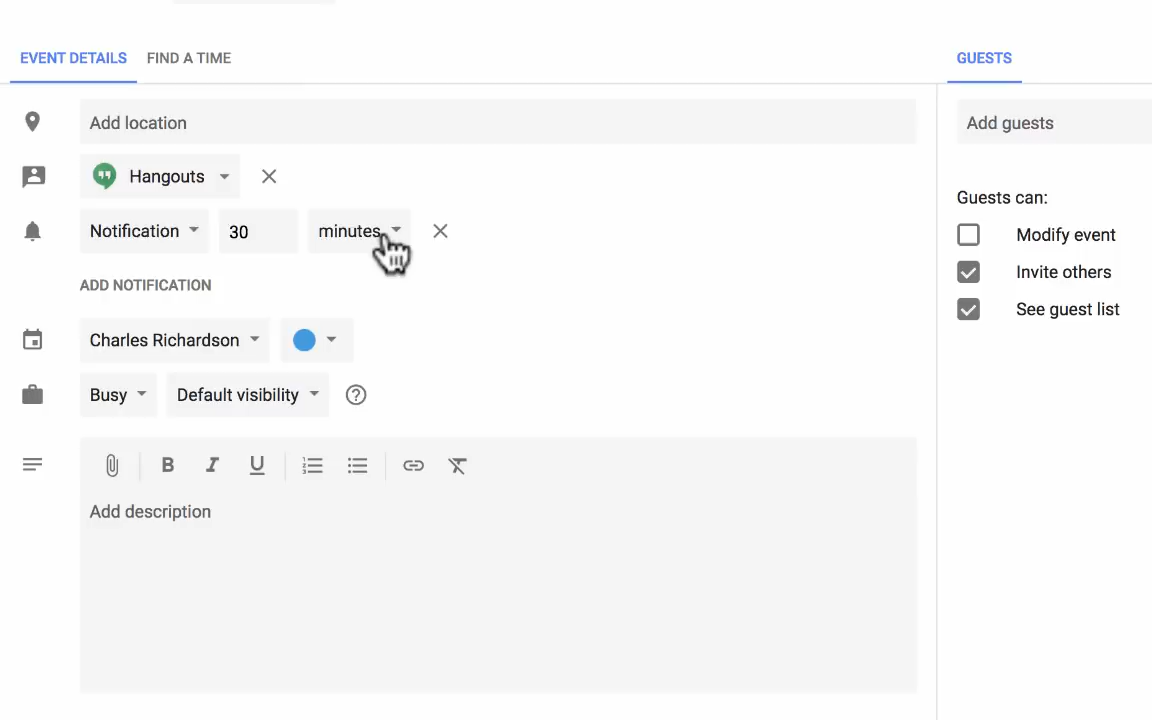 EVENT DETAILS FIND A TIME GUESTS
Add location Add guests
Hangouts
Guests can:
Notification 30 minutes Modify event
Invite others
ADD NOTIFICATION
See guest list
Charles Richardson
Busy Default visibility
B I U
Add description